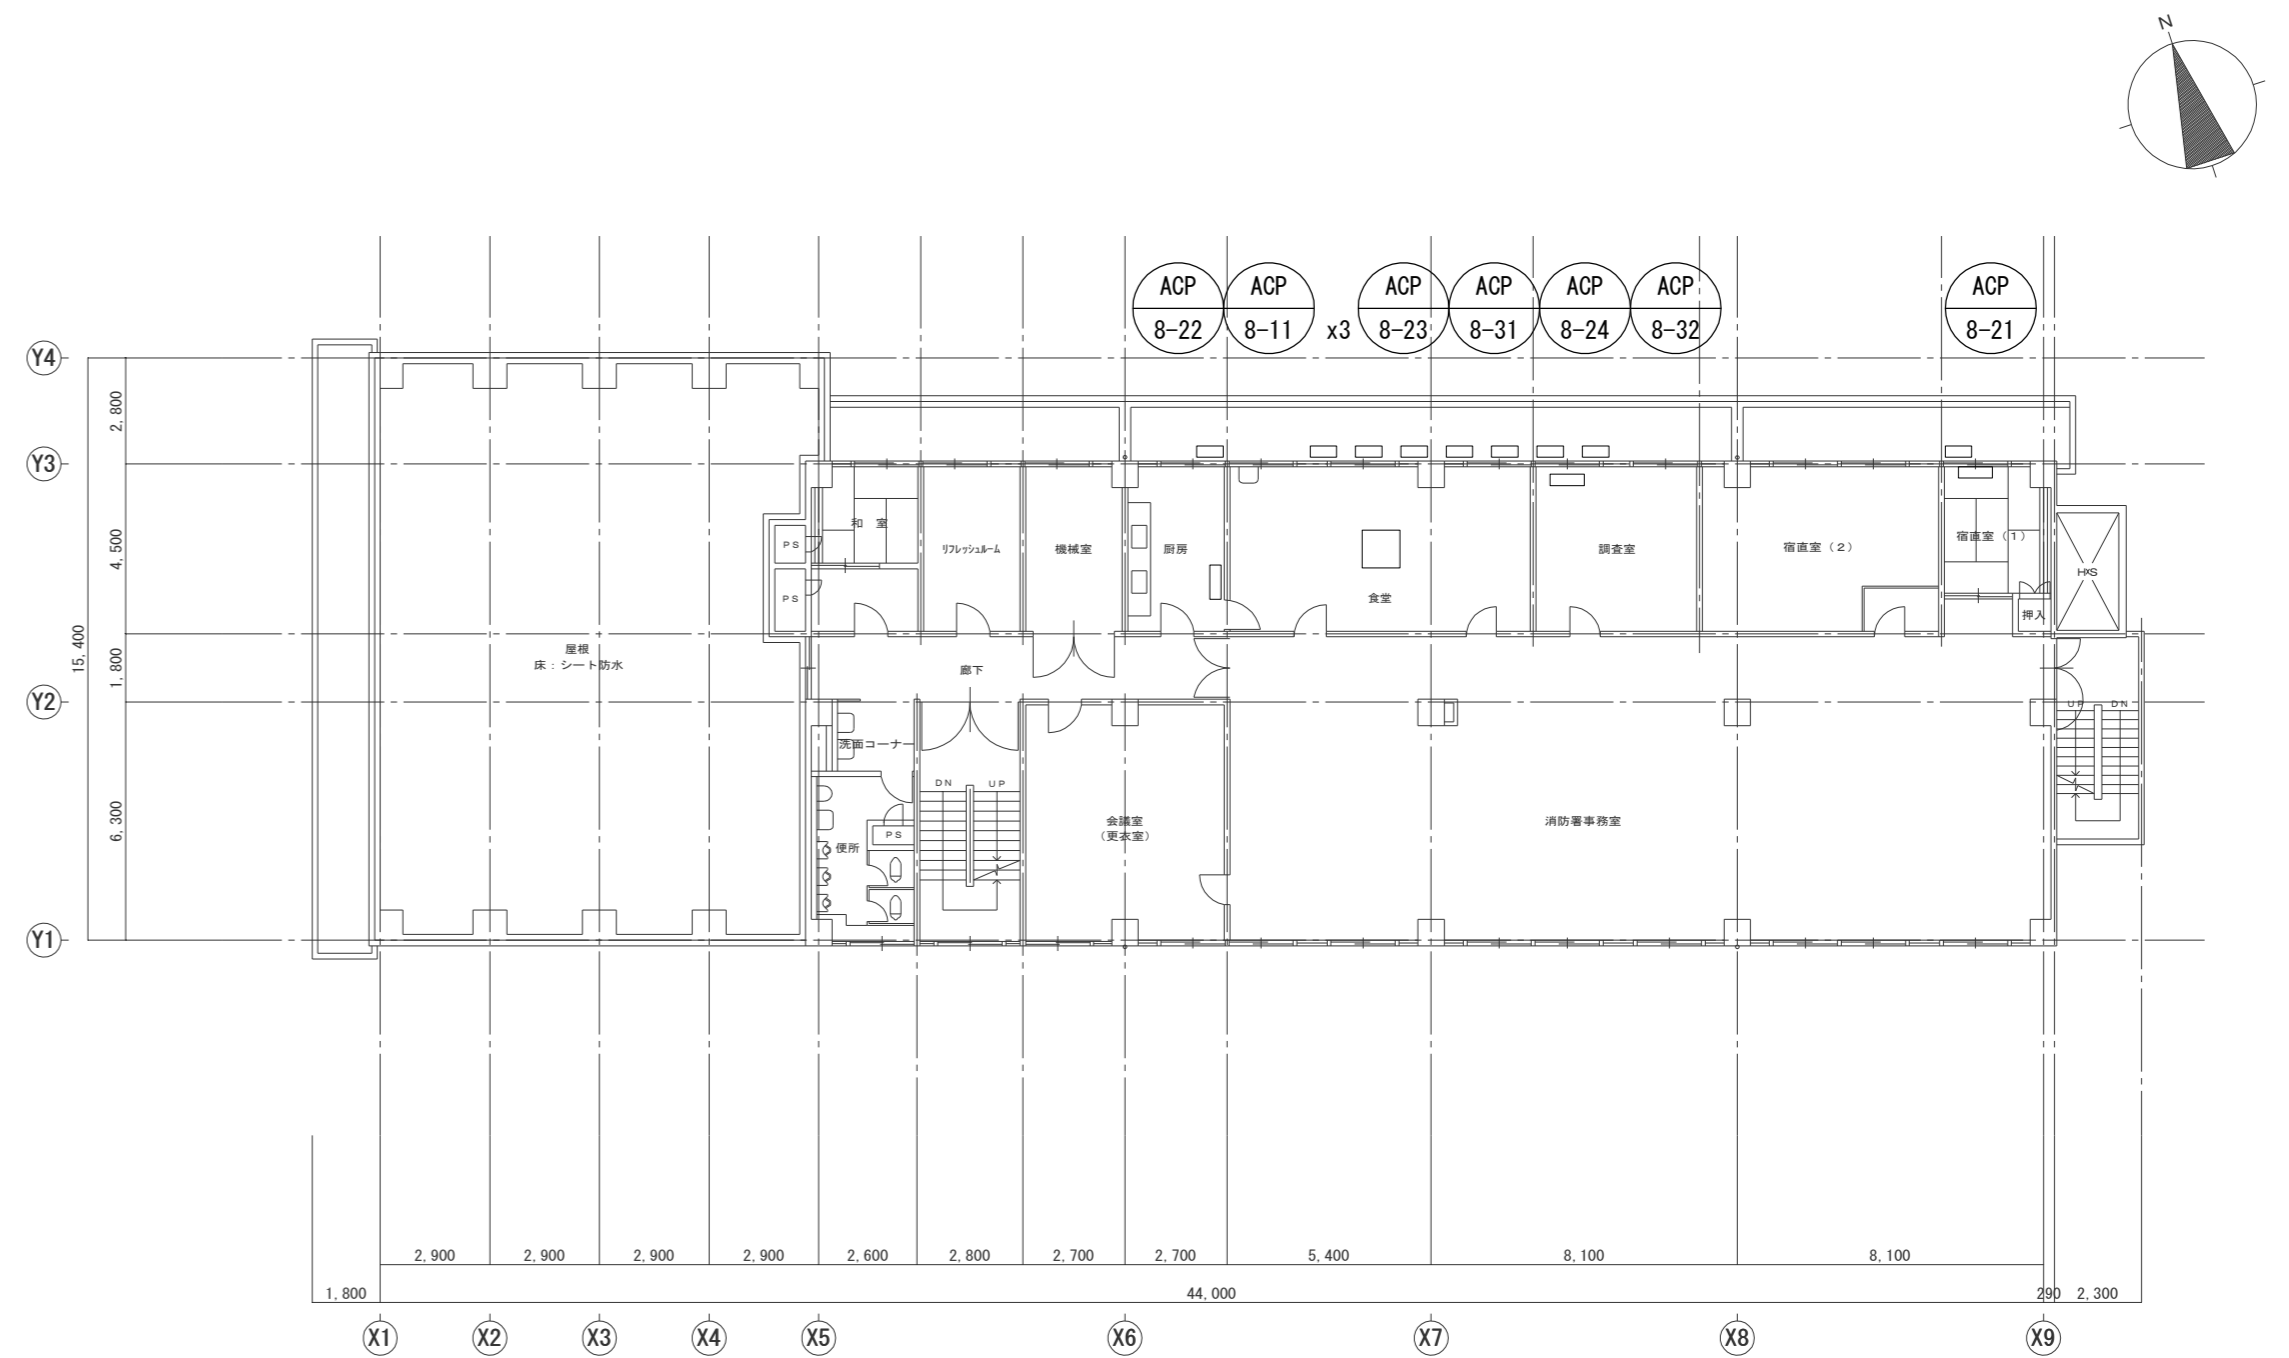 N
ACP
8-22
ACP
8-11
x3
ACP
8-23
ACP
8-31
ACP
8-24
ACP
8-32
ACP
8-21
Y4
Y3
Y2
Y1
2,800
4,500
1,800
6,300
15,400
和 室
PS
PS
リフレッシュルーム
機械室
厨房
食堂
調査室
宿直室（2）
宿直室（1）
押入
屋根
床：シート防水
廊下
洗面コーナー
便所
PS
DN
UP
会議室
（更衣室）
消防署事務室
UP
DN
2,900
2,900
2,900
2,900
2,600
2,800
2,700
2,700
5,400
8,100
8,100
1,800
44,000
290
2,300
X1
X2
X3
X4
X5
X6
X7
X8
X9